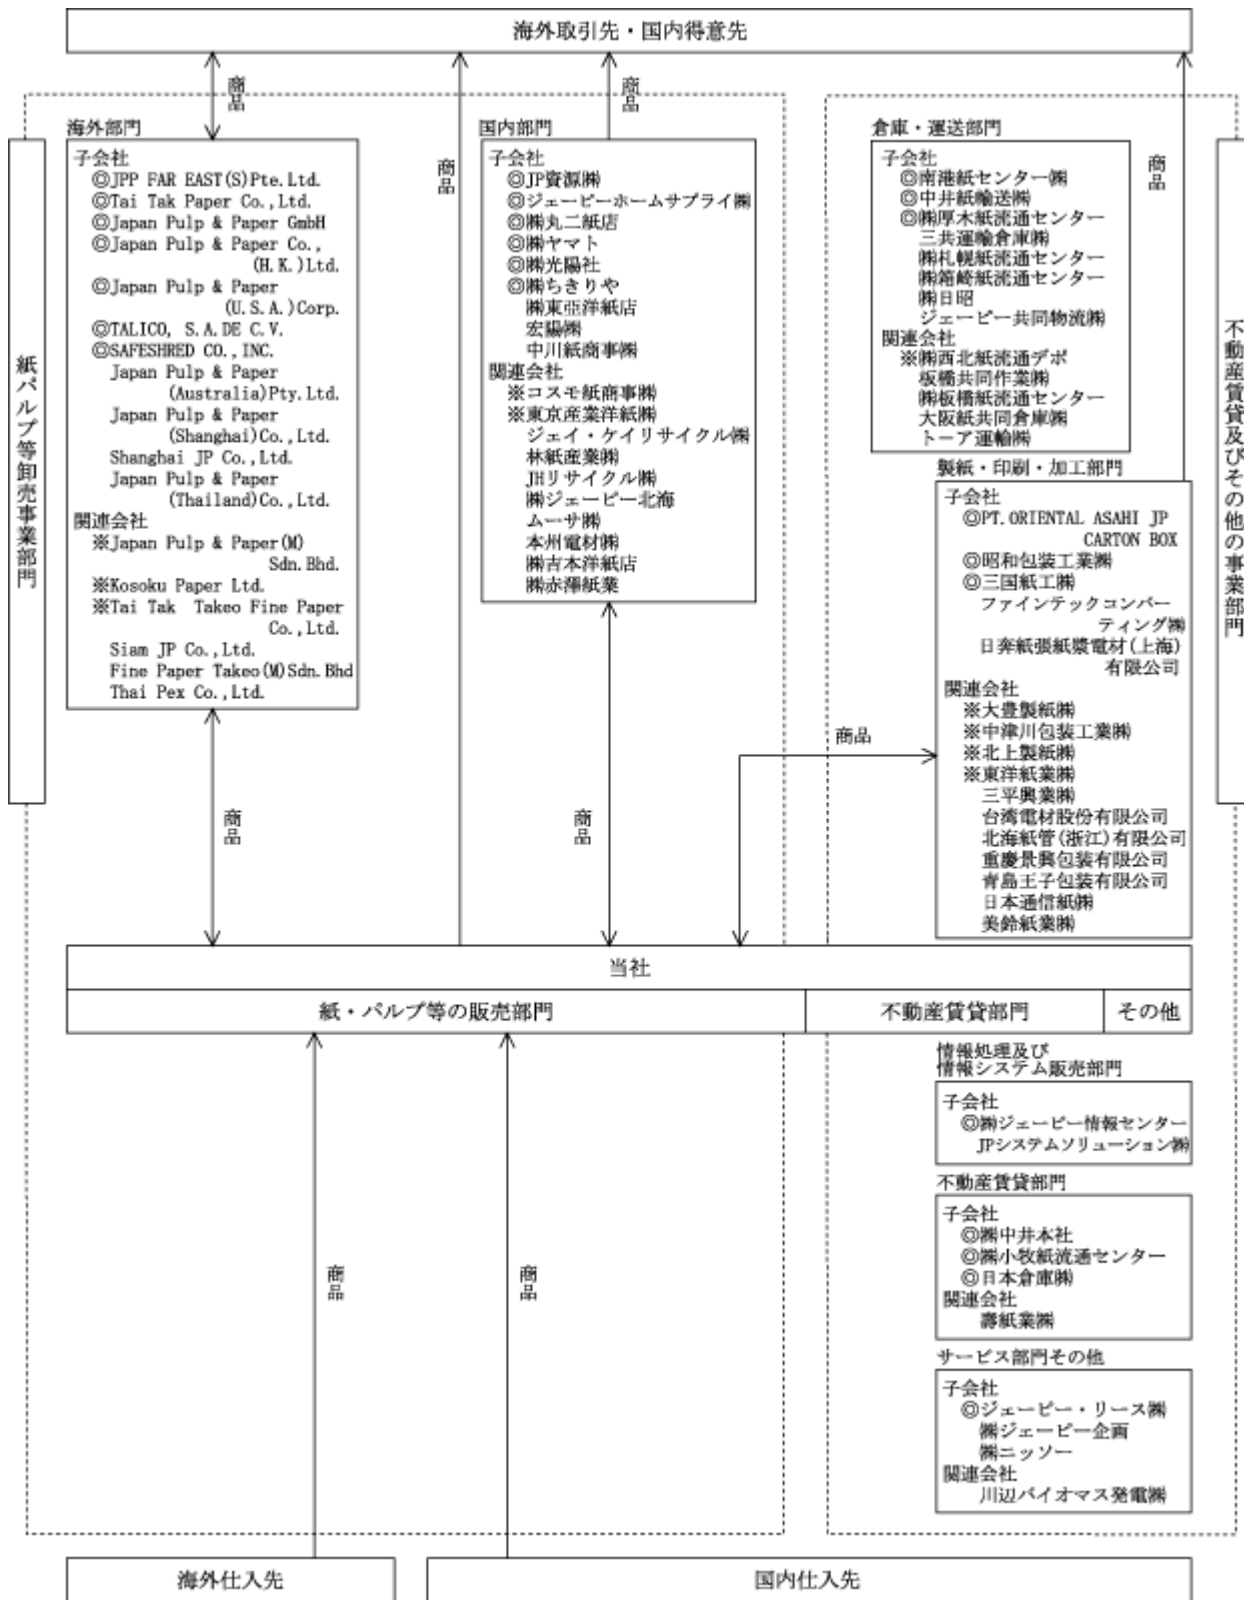 海外取引先・国内得意先
商品
商品
商品
商品
紙パルプ等卸売事業部門
海外部門
子会社
◎JPP FAR EAST(S)Pte.Ltd.
◎Tai Tak Paper Co.,Ltd.
◎Japan Pulp & Paper GmbH
◎Japan Pulp & Paper Co.,
(H.K.)Ltd.
◎Japan Pulp & Paper
(U.S.A.)Corp.
◎TALICO, S.A.DE C.V.
◎SAFESHRED CO.,INC.
Japan Pulp & Paper
(Australia)Pty.Ltd.
Japan Pulp & Paper
(Shanghai)Co.,Ltd.
Shanghai JP Co.,Ltd.
Japan Pulp & Paper
(Thailand)Co.,Ltd.
関連会社
※Japan Pulp & Paper(M)
Sdn.Bhd.
※Kosoku Paper Ltd.
※Tai Tak Takeo Fine Paper
Co.,Ltd.
Siam JP Co.,Ltd.
Fine Paper Takeo(M)Sdn.Bhd
Thai Pex Co.,Ltd.
国内部門
子会社
◎JP資源㈱
◎ジェーピーホームサプライ㈱
◎㈱丸二紙店
◎㈱ヤマト
◎㈱光陽社
◎㈱ちきりや
㈱東亞洋紙店
宏陽㈱
中川紙商事㈱
関連会社
※コスモ紙商事㈱
※東京産業洋紙㈱
ジェイ・ケイリサイクル㈱
林紙産業㈱
JHリサイクル㈱
㈱ジェーピー北海
ムーサ㈱
本州電材㈱
㈱吉本洋紙店
㈱赤澤紙業
倉庫・運送部門
子会社
◎南港紙センター㈱
◎中井紙輸送㈱
◎㈱厚木紙流通センター
三共運輸倉庫㈱
㈱札幌紙流通センター
㈱箱崎紙流通センター
㈱日昭
ジェーピー共同物流㈱
関連会社
※㈱西北紙流通デポ
板橋共同作業㈱
㈱板橋紙流通センター
大阪紙共同倉庫㈱
トーア運輸㈱
製紙・印刷・加工部門
子会社
◎PT.ORIENTAL ASAHI JP
CARTON BOX
◎昭和包装工業㈱
◎三国紙工㈱
ファインテックコンバー
ティング㈱
日奔紙張紙漿電材(上海)
有限公司
関連会社
※大豊製紙㈱
※中津川包装工業㈱
※北上製紙㈱
※東洋紙業㈱
三平興業㈱
台湾電材股份有限公司
北海紙管(浙江)有限公司
重慶景興包装有限公司
青島王子包装有限公司
日本通信紙㈱
美鈴紙業㈱
不動産賃貸及びその他の事業部門
商品
商品
商品
当社
紙・パルプ等の販売部門
不動産賃貸部門
その他
情報処理及び
情報システム販売部門
子会社
◎㈱ジェーピー情報センター
JPシステムソリューション㈱
不動産賃貸部門
子会社
◎㈱中井本社
◎㈱小牧紙流通センター
◎日本倉庫㈱
関連会社
壽紙業㈱
サービス部門その他
子会社
◎ジェーピー・リース㈱
㈱ジェーピー企画
㈱ニッソー
関連会社
川辺バイオマス発電㈱
商品
商品
海外仕入先
国内仕入先